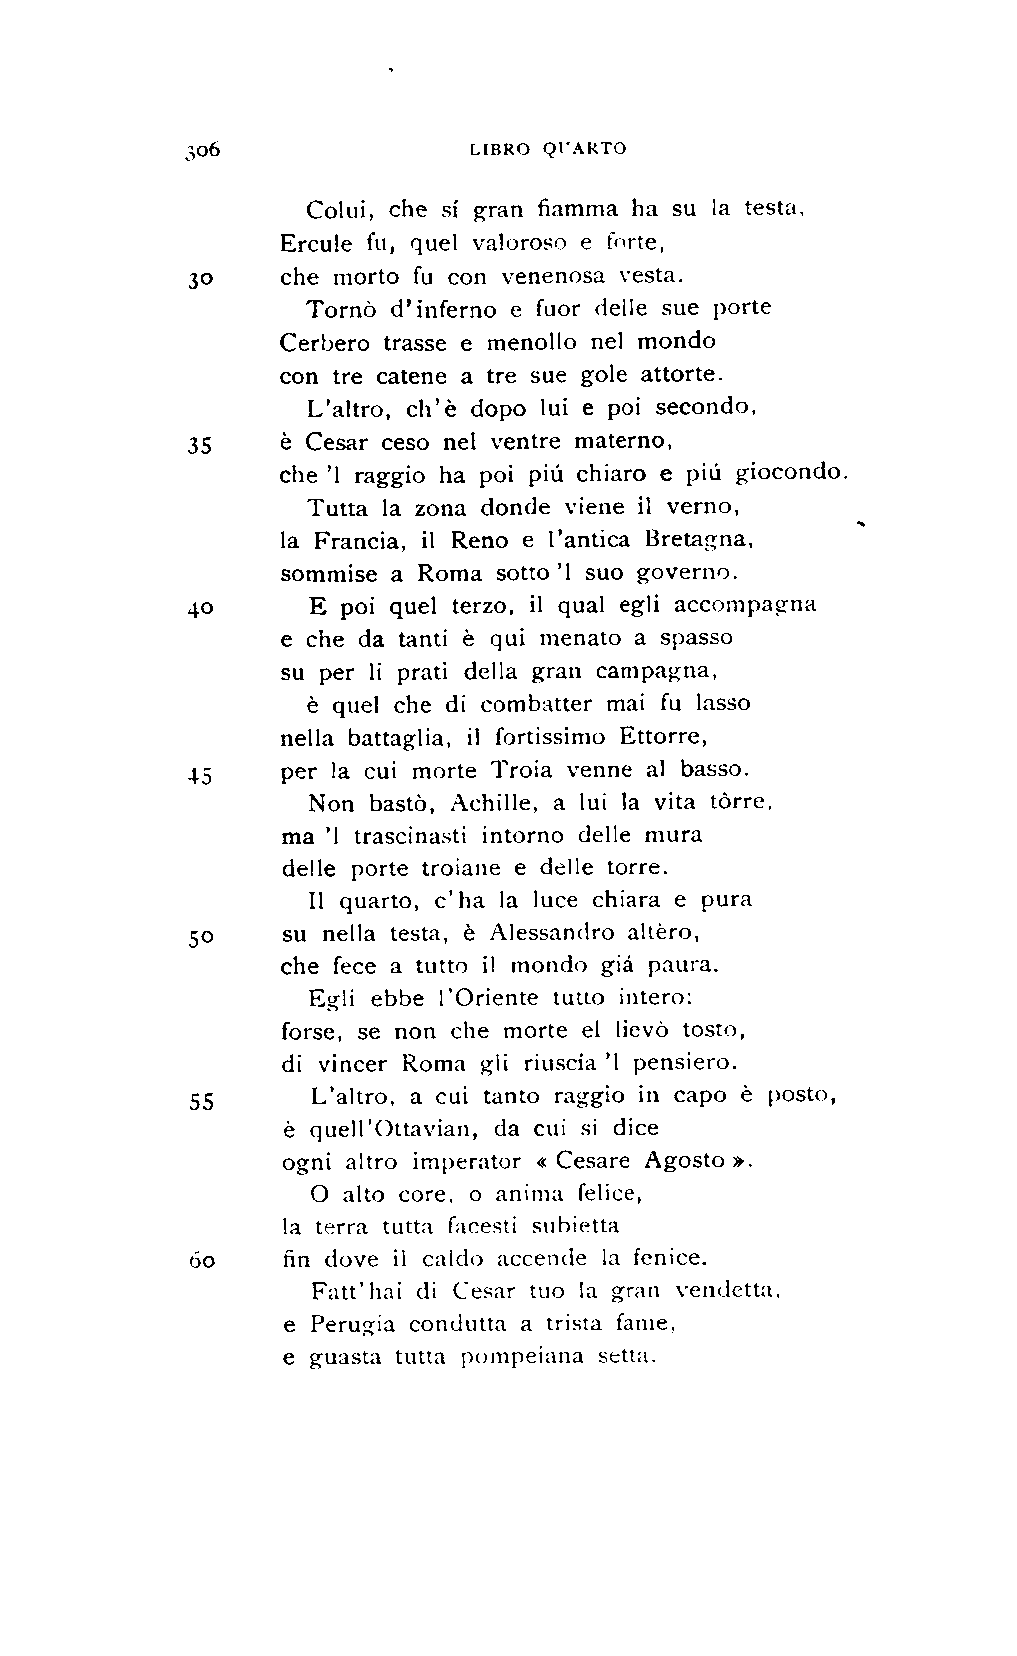 306 LIBRO QUARTO
Colui, che sí gran fiamma ha su la testa,
Ercule fu, quel valoroso e forte,
30 che morto fu con venenosa vesta.
Tornò d'inferno e fuor delle sue porte
Cerbero trasse e menollo nel mondo
con tre catene a tre sue gole attorte.
L'altro, ch'è dopo lui e poi secondo,
35 è Cesar ceso nel ventre materno,
che 'l raggio ha poi piú chiaro e piú giocondo.
Tutta la zona donde viene il verno,
la Francia, il Reno e l'antica Bretagna,
sommise a Roma sotto 'l suo governo.
40 E poi quel terzo, il qual egli accompagna
e che da tanti è qui menato a spasso
su per li prati della gran campagna,
è quel che di combatter mai fu lasso
nella battaglia, il fortissimo Ettorre,
45 per la cui morte Troia venne al basso.
Non bastò, Achille, a lui la vita tôrre,
ma 'l trascinasti intorno delle mura
delle porte troiane e delle torre.
Il quarto, c'ha la luce chiara e pura
50 su nella testa, è Alessandro altèro,
che fece a tutto il mondo giá paura.
Egli ebbe l'Oriente tutto intero:
forse, se non che morte el lievò tosto,
di vincer Roma gli riuscía 'l pensiero.
55 L'altro, a cui tanto raggio in capo è posto,
è quell'Ottavian, da cui si dice
ogni altro imperator « Cesare Agosto ».
O alto core, o anima felice,
la terra tutta facesti subietta
60 fin dove il caldo accende la fenice.
Fatt'hai di Cesar tuo la gran vendetta,
e Perugia condutta a trista fame,
e guasta tutta pompeiana setta.